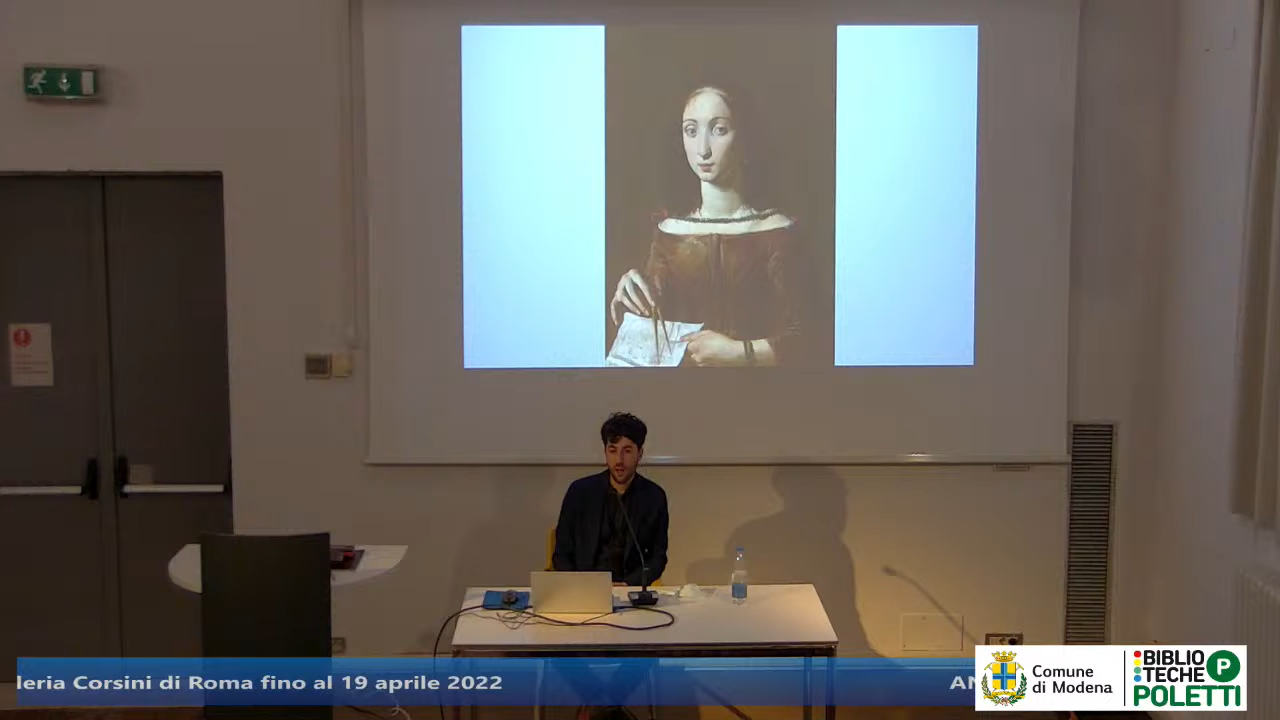 leria Corsini di Roma fino al 19 aprile 2022
AN
Comune
di Modena
BIBLIO
TECHE
POLETTI
P